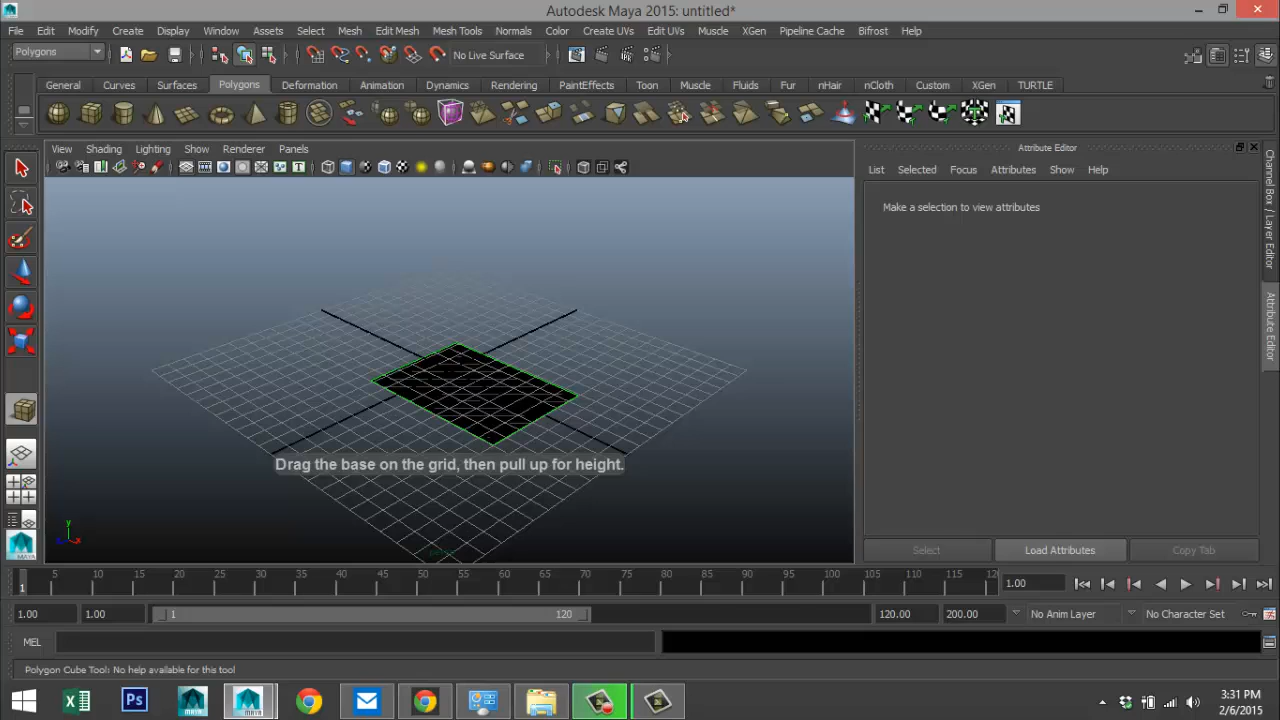 Autodesk Maya 2015: untitled*
File Edit Modify Create Display Window Assets Select Mesh Edit Mesh Mesh Tools Normals Color Create UVs Edit UVs Muscle XGen Pipeline Cache Bifrost Help
Polygons
No Live Surface
General Curves Surfaces Polygons Deformation Animation Dynamics Rendering PaintEffects Toon Muscle Fluids Fur nHair nCloth Custom XGen TURTLE
View Shading Lighting Show Renderer Panels
Attribute Editor
List Selected Focus Attributes Show Help
Make a selection to view attributes
Channel Box / Layer Editor
Attribute Editor
Drag the base on the grid, then pull up for height.
y
x
Select Load Attributes Copy Tab
MAYA
1 5 10 15 20 25 30 35 40 45 50 55 60 65 70 75 80 85 90 95 100 105 110 115 12
1.00
1.00 1.00 1 120 120.00 200.00 No Anim Layer No Character Set
MEL
Polygon Cube Tool: No help available for this tool
Ps
3:31 PM
2/6/2015